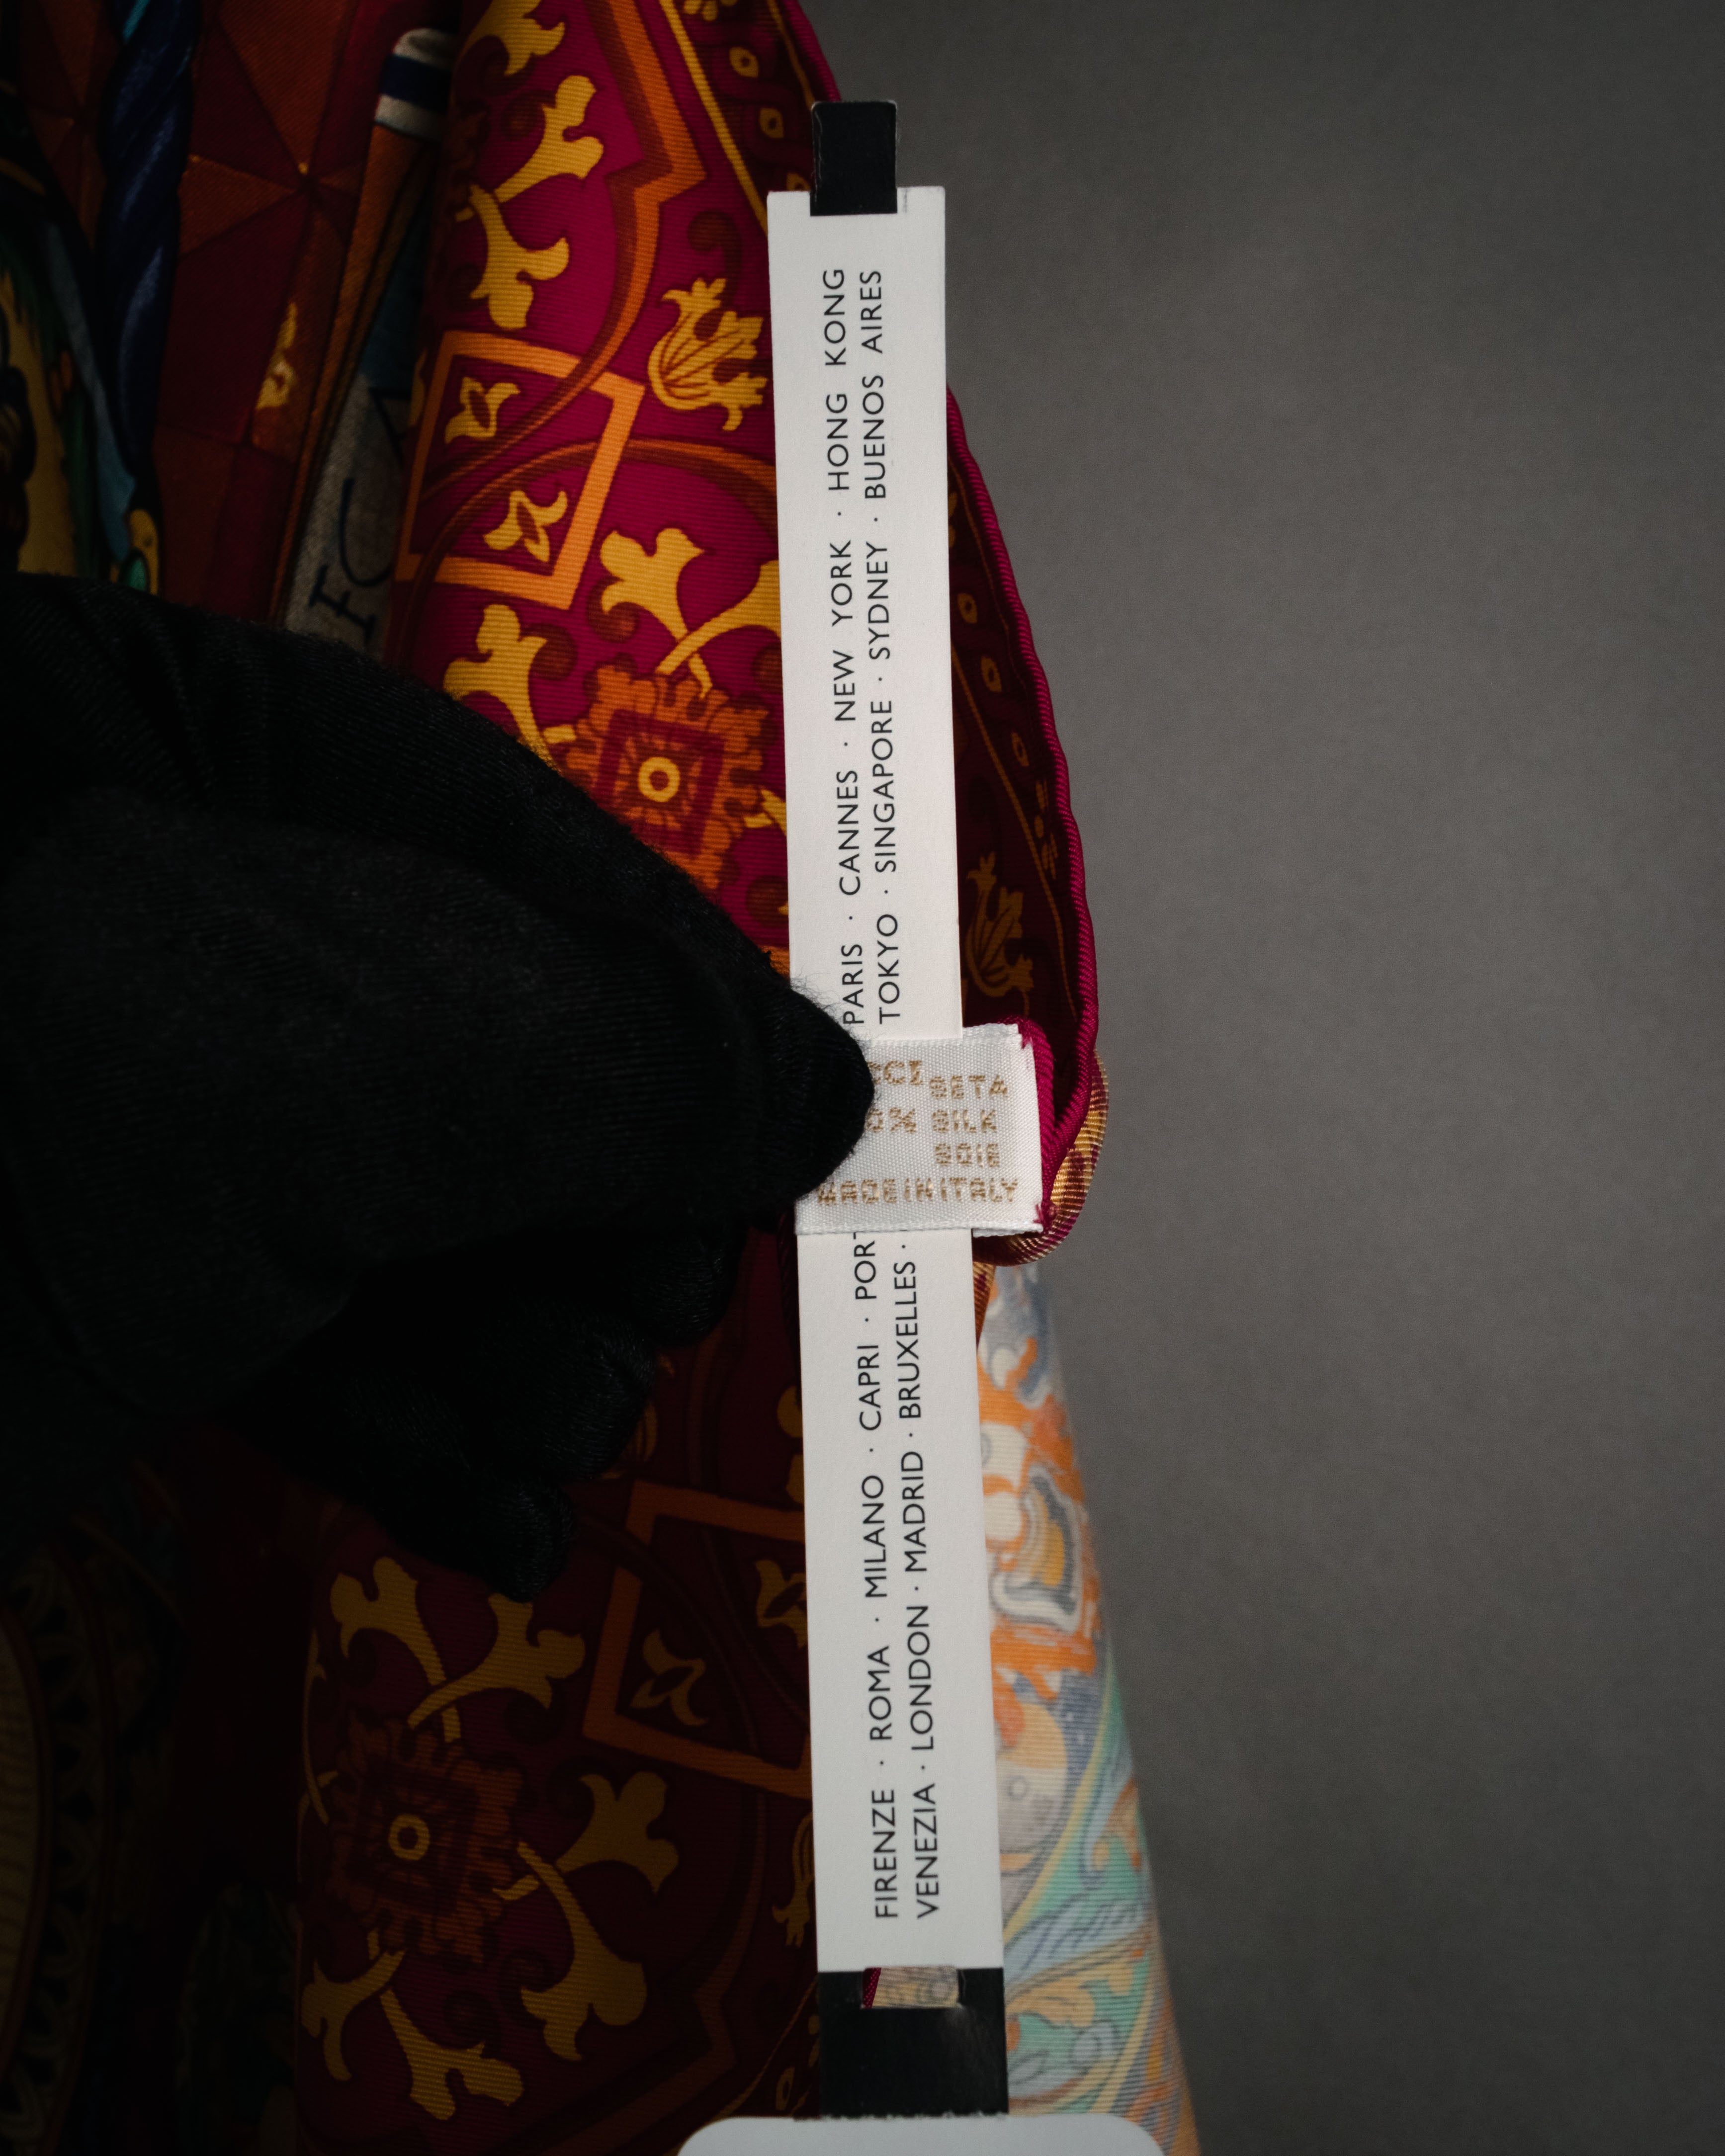 FIRENZE · ROMA · MILANO · CAPRI · PORT
PARIS · CANNES · NEW YORK · HONG KONG
VENEZIA · LONDON · MADRID · BRUXELLES ·
TOKYO · SINGAPORE · SYDNEY · BUENOS AIRES
SETA
% SILK
SOIE
MADE IN ITALY